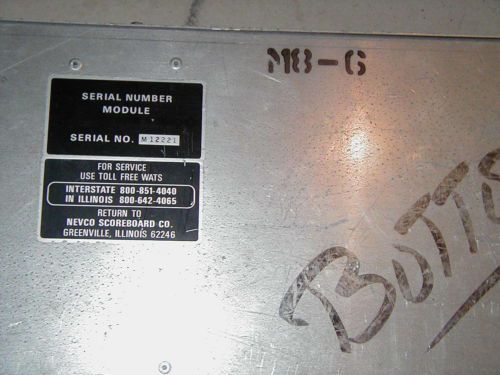 M8-G
SERIAL NUMBER
MODULE
SERIAL NO. M12221
FOR SERVICE
USE TOLL FREE WATS
INTERSTATE 800-851-4040
IN ILLINOIS 800-642-4065
RETURN TO
NEVCO SCOREBOARD CO.
GREENVILLE, ILLINOIS 62246